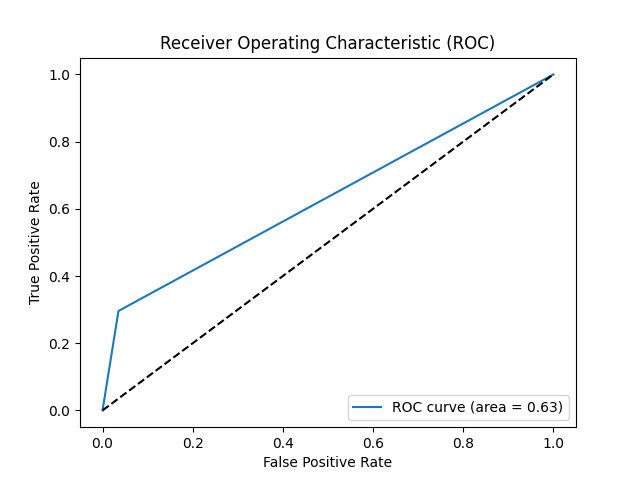 Receiver Operating Characteristic (ROC)
1.0
0.8
0.6
0.4
0.2
0.0
True Positive Rate
ROC curve (area = 0.63)
0.0 0.2 0.4 0.6 0.8 1.0
False Positive Rate